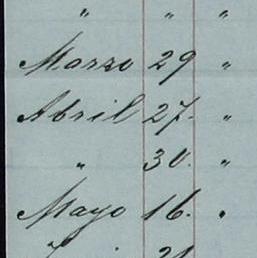 " " "
Marzo 29 "
Abril 27. "
" 30. "
Mayo 16. "